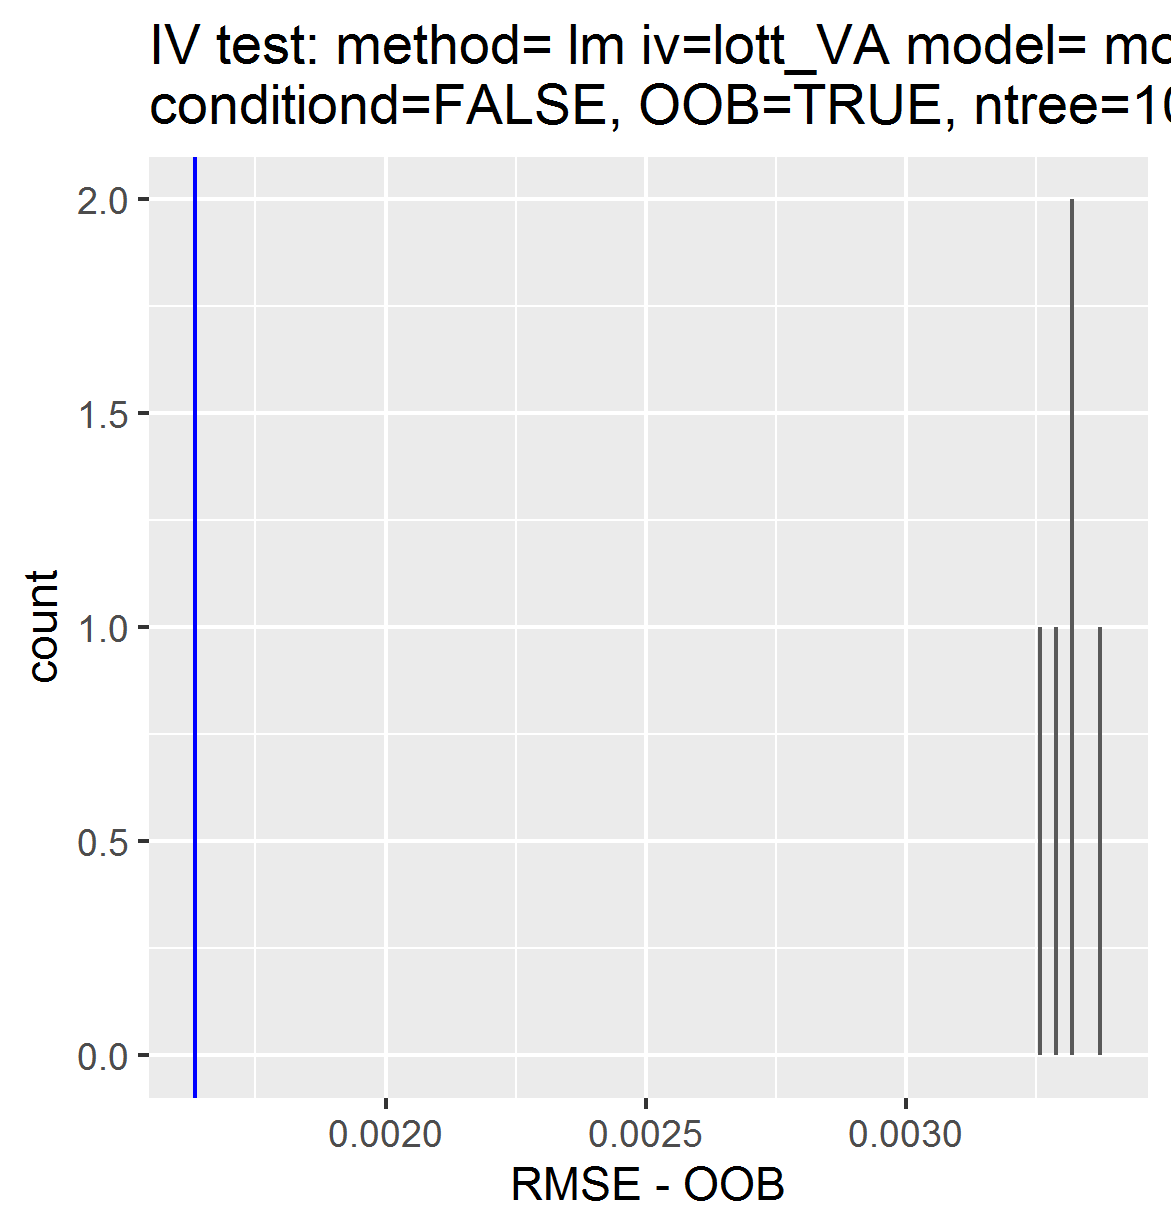 IV test: method= lm iv=lott_VA model= mo
conditiond=FALSE, OOB=TRUE, ntree=10
2.0
1.5
1.0
0.5
0.0
count
0.0020 0.0025 0.0030
RMSE - OOB